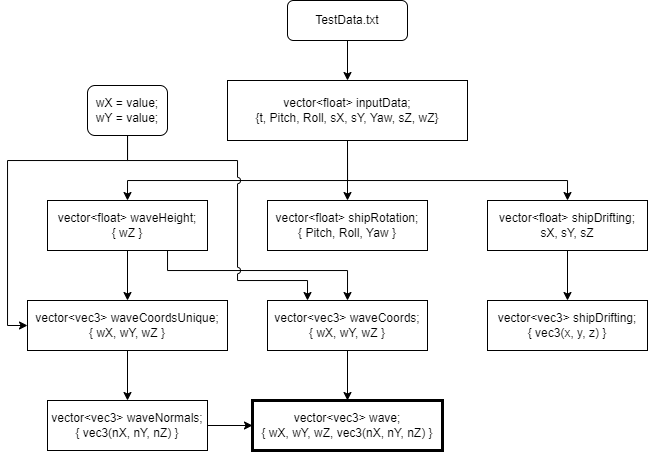 TestData.txt
wX = value;
wY = value;
vector<float> inputData;
{t, Pitch, Roll, sX, sY, Yaw, sZ, wZ}
vector<float> waveHeight;
{ wZ }
vector<float> shipRotation;
{ Pitch, Roll, Yaw }
vector<float> shipDrifting;
sX, sY, sZ
vector<vec3> waveCoordsUnique;
{ wX, wY, wZ }
vector<vec3> waveCoords;
{ wX, wY, wZ }
vector<vec3> shipDrifting;
{ vec3(x, y, z) }
vector<vec3> waveNormals;
{ vec3(nX, nY, nZ) }
vector<vec3> wave;
{ wX, wY, wZ, vec3(nX, nY, nZ) }